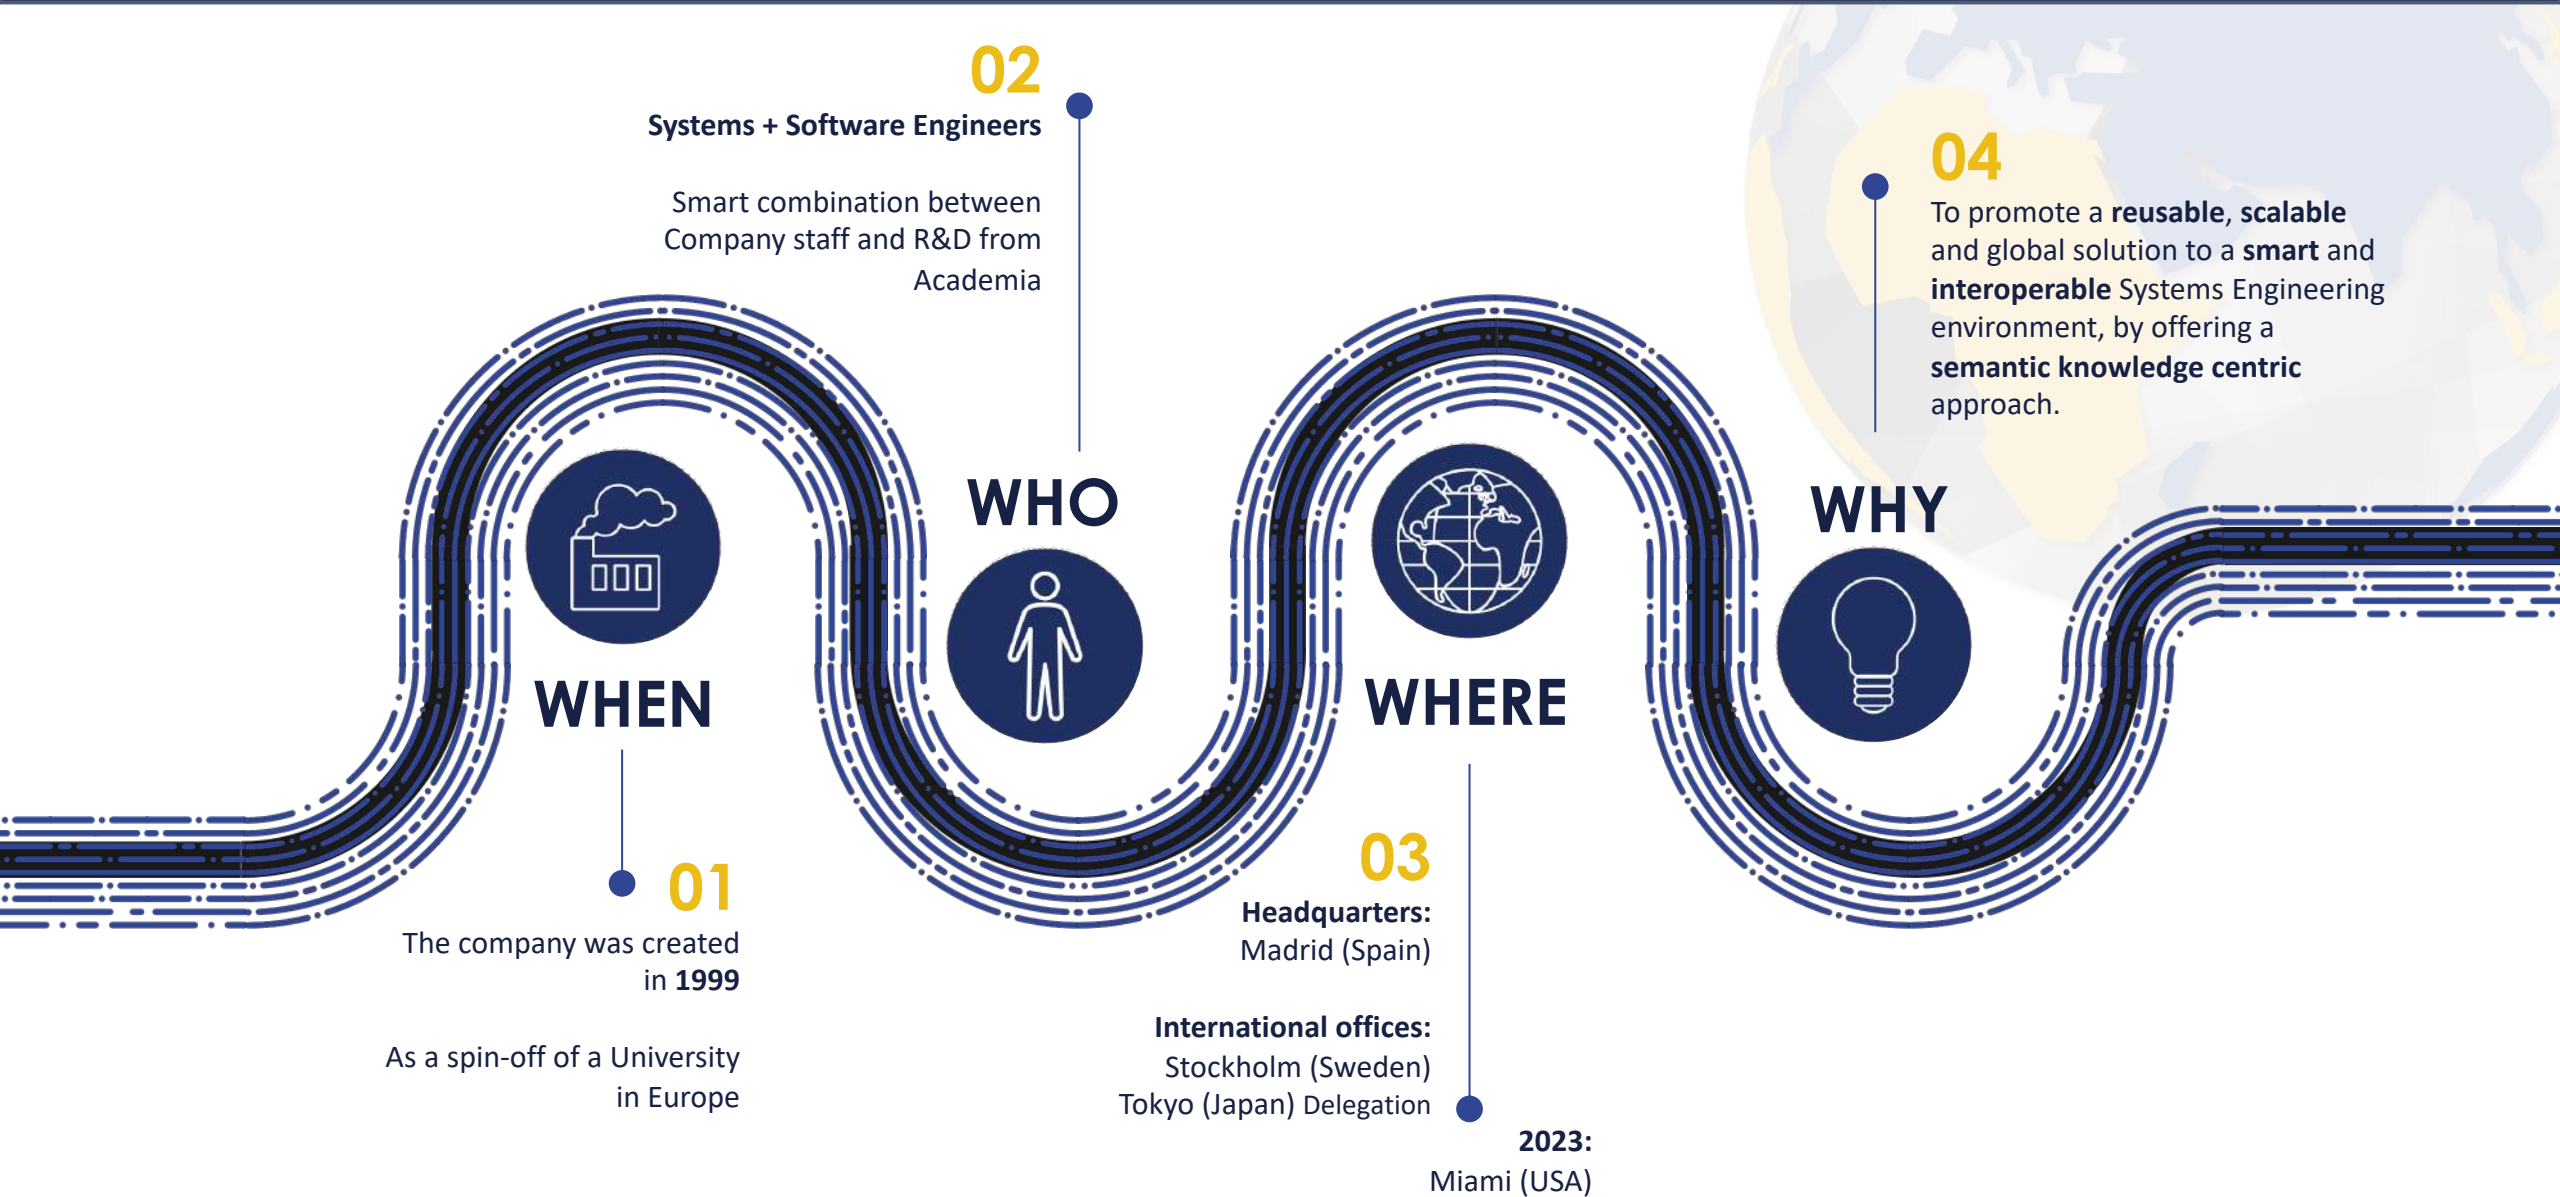 WHEN
01
The company was created
in 1999
As a spin-off of a University
in Europe
02
Systems + Software Engineers
Smart combination between
Company staff and R&D from
Academia
WHO
WHERE
03
Headquarters:
Madrid (Spain)
International offices:
Stockholm (Sweden)
Tokyo (Japan) Delegation
2023:
Miami (USA)
04
To promote a reusable, scalable
and global solution to a smart and
interoperable Systems Engineering
environment, by offering a
semantic knowledge centric
approach.
WHY